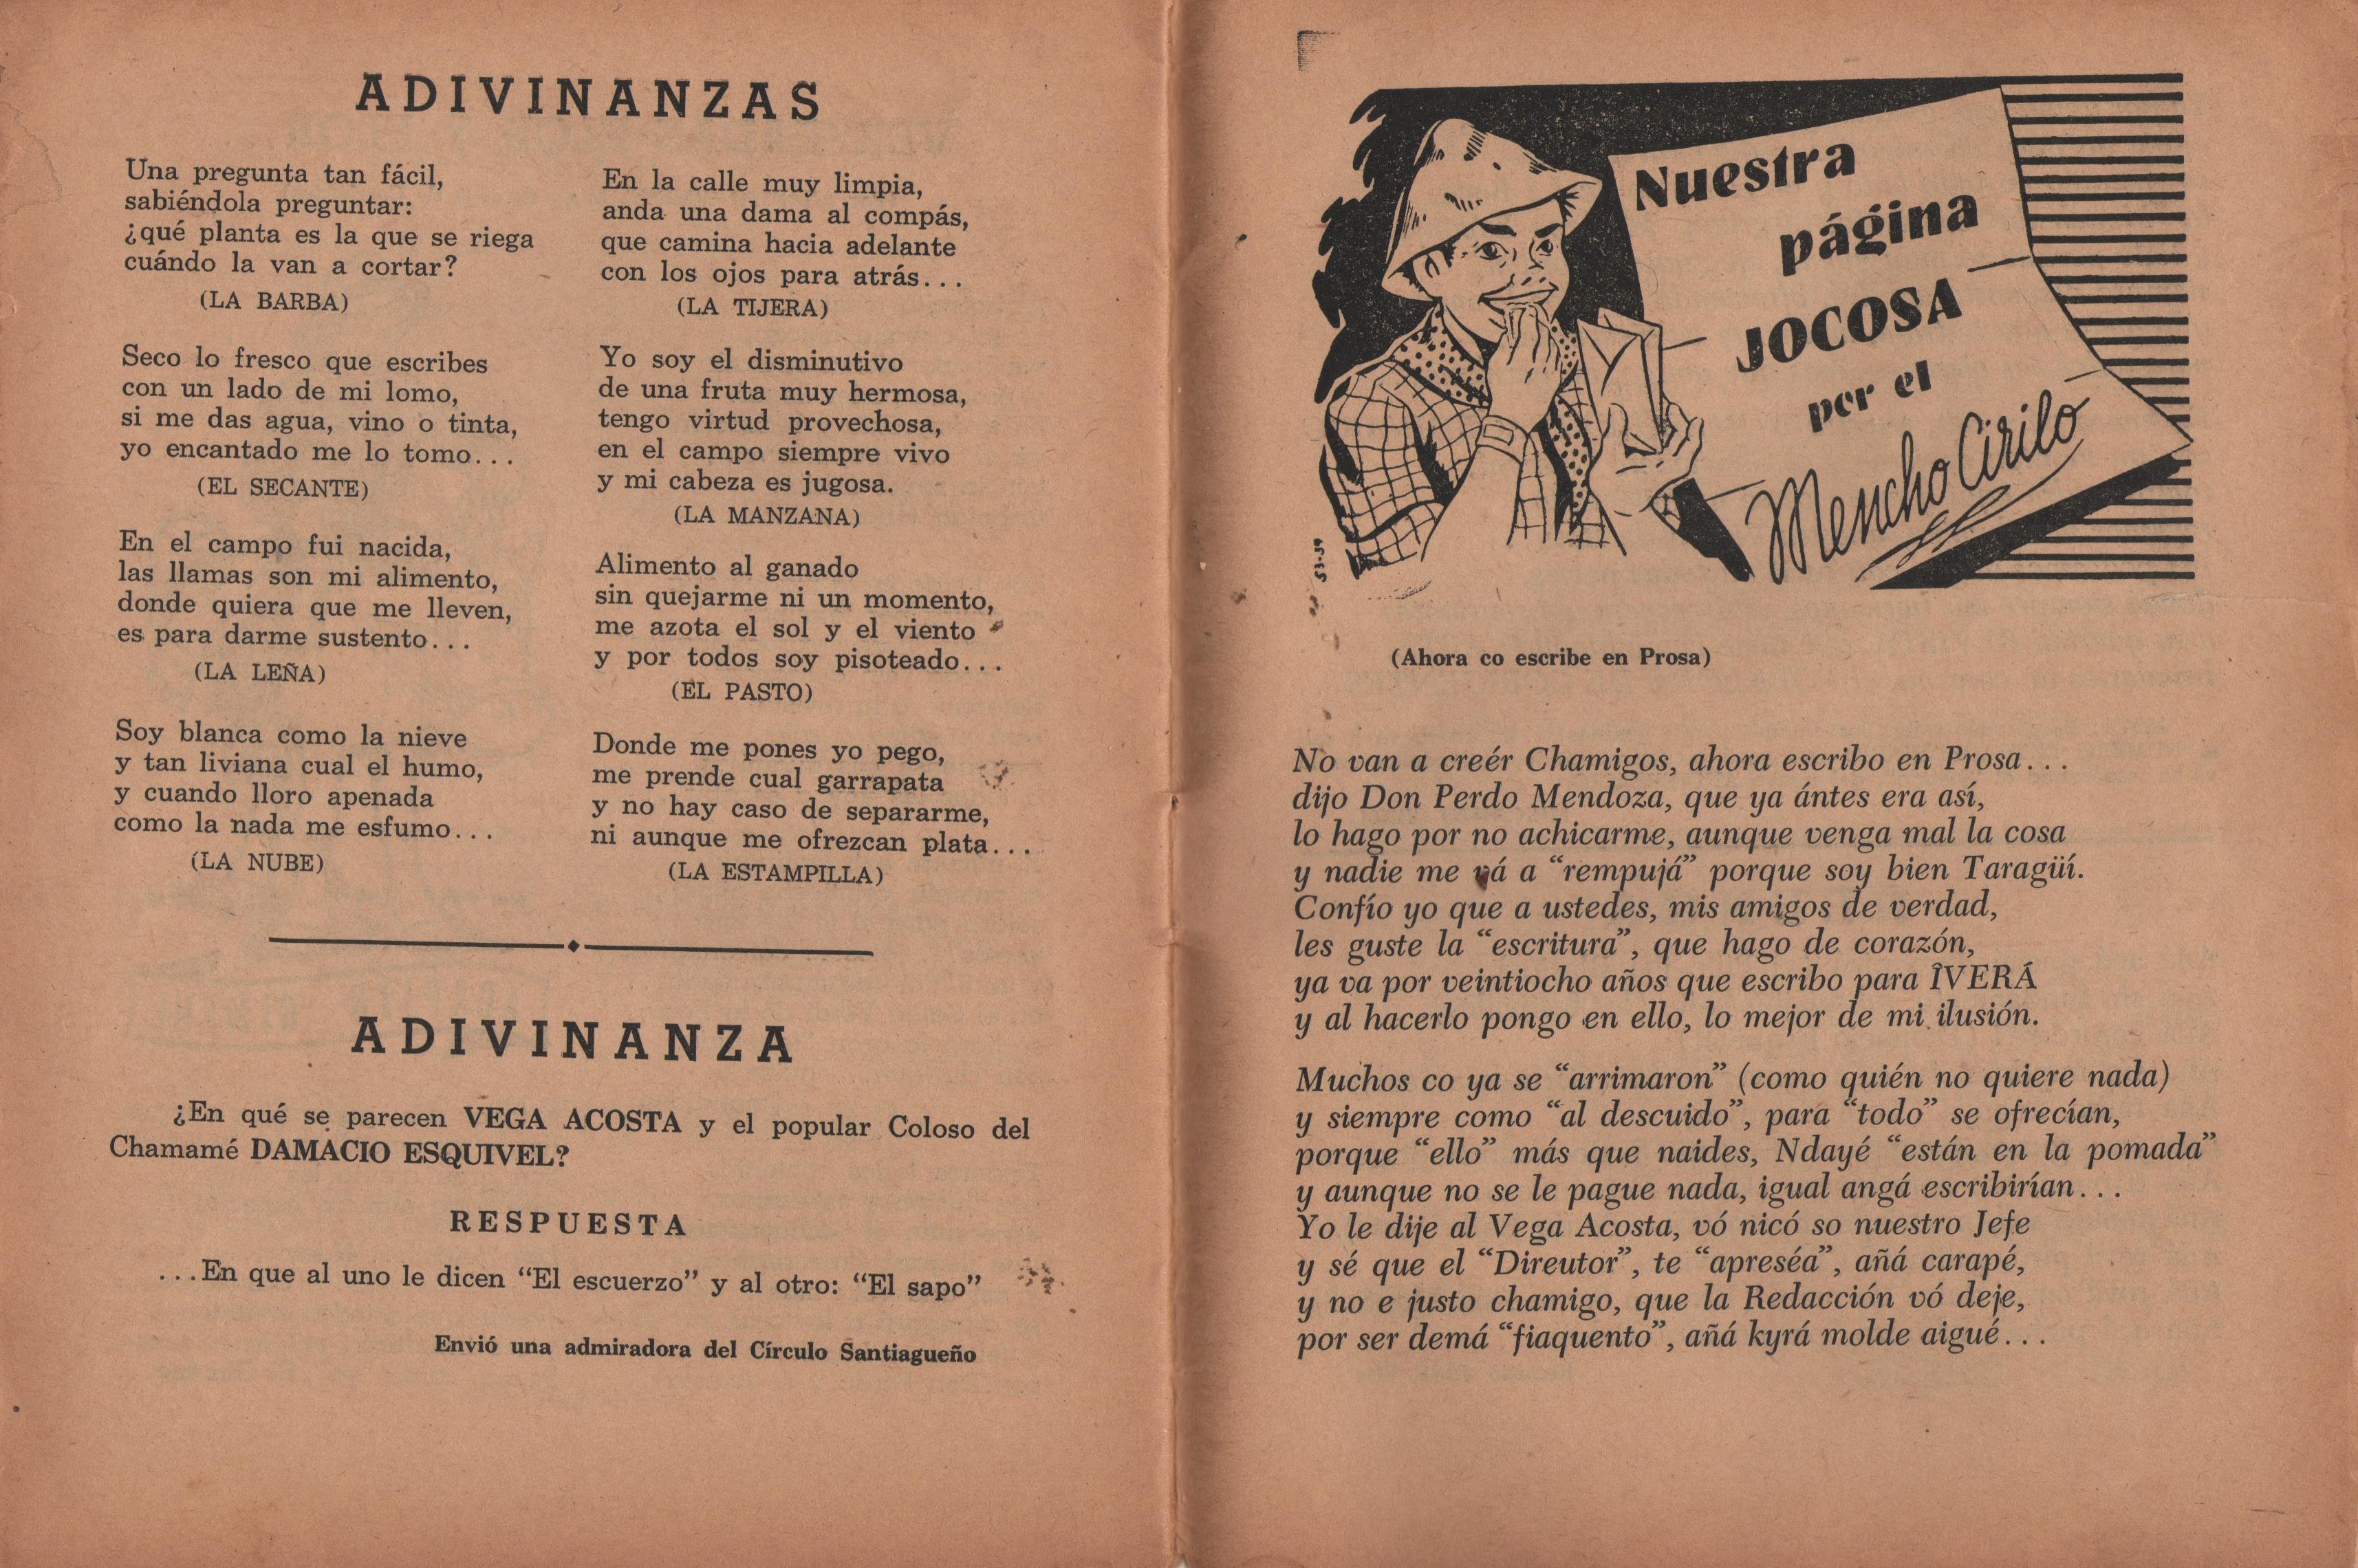 ADIVINANZAS
Una pregunta tan fácil,
sabiéndola preguntar:
¿qué planta es la que se riega
cuándo la van a cortar?
(LA BARBA)
Seco lo fresco que escribes
con un lado de mi lomo,
si me das agua, vino o tinta,
yo encantado me lo tomo...
(EL SECANTE)
En el campo fui nacida,
las llamas son mi alimento,
donde quiera que me lleven,
es para darme sustento...
(LA LEÑA)
Soy blanca como la nieve
y tan liviana cual el humo,
y cuando lloro apenada
como la nada me esfumo...
(LA NUBE)
En la calle muy limpia,
anda una dama al compás,
que camina hacia adelante
con los ojos para atrás...
(LA TIJERA)
Yo soy el disminutivo
de una fruta muy hermosa,
tengo virtud provechosa,
en el campo siempre vivo
y mi cabeza es jugosa.
(LA MANZANA)
Alimento al ganado
sin quejarme ni un momento,
me azota el sol y el viento
y por todos soy pisoteado...
(EL PASTO)
Donde me pones yo pego,
me prende cual garrapata
y no hay caso de separarme,
ni aunque me ofrezcan plata...
(LA ESTAMPILLA)
ADIVINANZA
¿En qué se parecen VEGA ACOSTA y el popular Coloso del
Chamamé DAMACIO ESQUIVEL?
RESPUESTA
...En que al uno le dicen “El escuerzo” y al otro: “El sapo”
Envió una admiradora del Círculo Santiagueño
Nuestra
página
JOCOSA
por el
Mencho Cirilo
53-59
(Ahora co escribe en Prosa)
No van a creér Chamigos, ahora escribo en Prosa...
dijo Don Perdo Mendoza, que ya ántes era así,
lo hago por no achicarme, aunque venga mal la cosa
y nadie me vá a “rempujá” porque soy bien Taragüí.
Confío yo que a ustedes, mis amigos de verdad,
les guste la “escritura”, que hago de corazón,
ya va por veintiocho años que escribo para ÎVERÁ
y al hacerlo pongo en ello, lo mejor de mi ilusión.
Muchos co ya se “arrimaron” (como quién no quiere nada)
y siempre como “al descuido”, para “todo” se ofrecían,
porque “ello” más que naides, Ndayé “están en la pomada”
y aunque no se le pague nada, igual angá escribirían...
Yo le dije al Vega Acosta, vó nicó so nuestro Jefe
y sé que el “Direutor”, te “apreséa”, añá carapé,
y no e justo chamigo, que la Redacción vó deje,
por ser demá “fiaquento”, añá kyrá molde aigué...